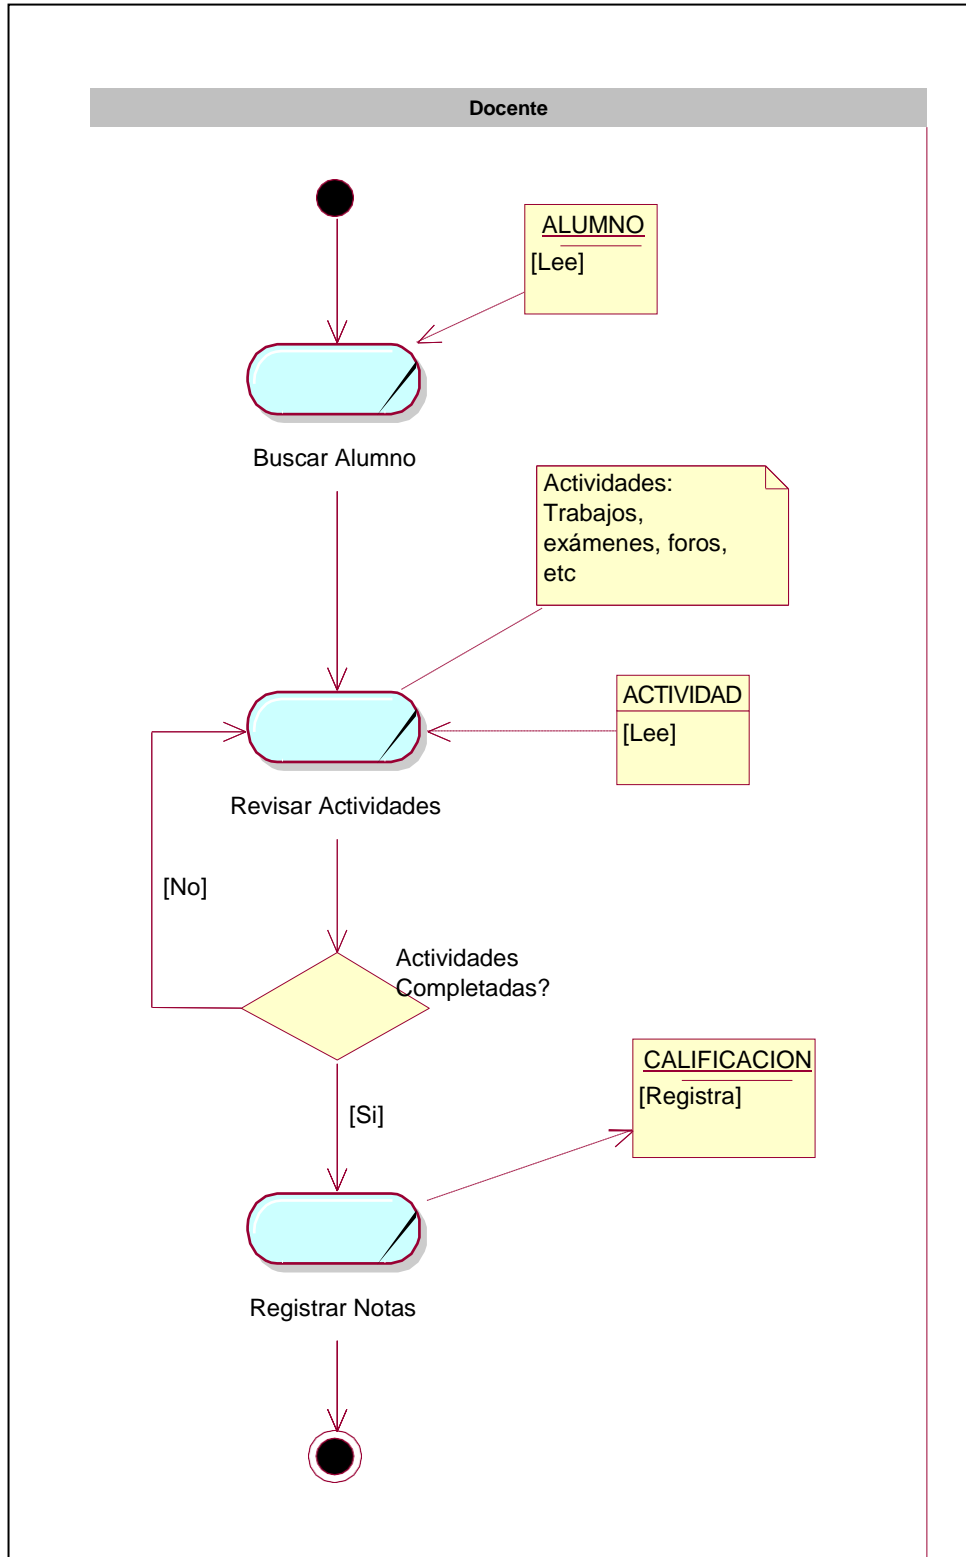 Docente
ALUMNO
[Lee]
Buscar Alumno
Actividades:
Trabajos,
exámenes, foros,
etc
ACTIVIDAD
[Lee]
Revisar Actividades
[No]
Actividades
Completadas?
CALIFICACION
[Registra]
[Si]
Registrar Notas